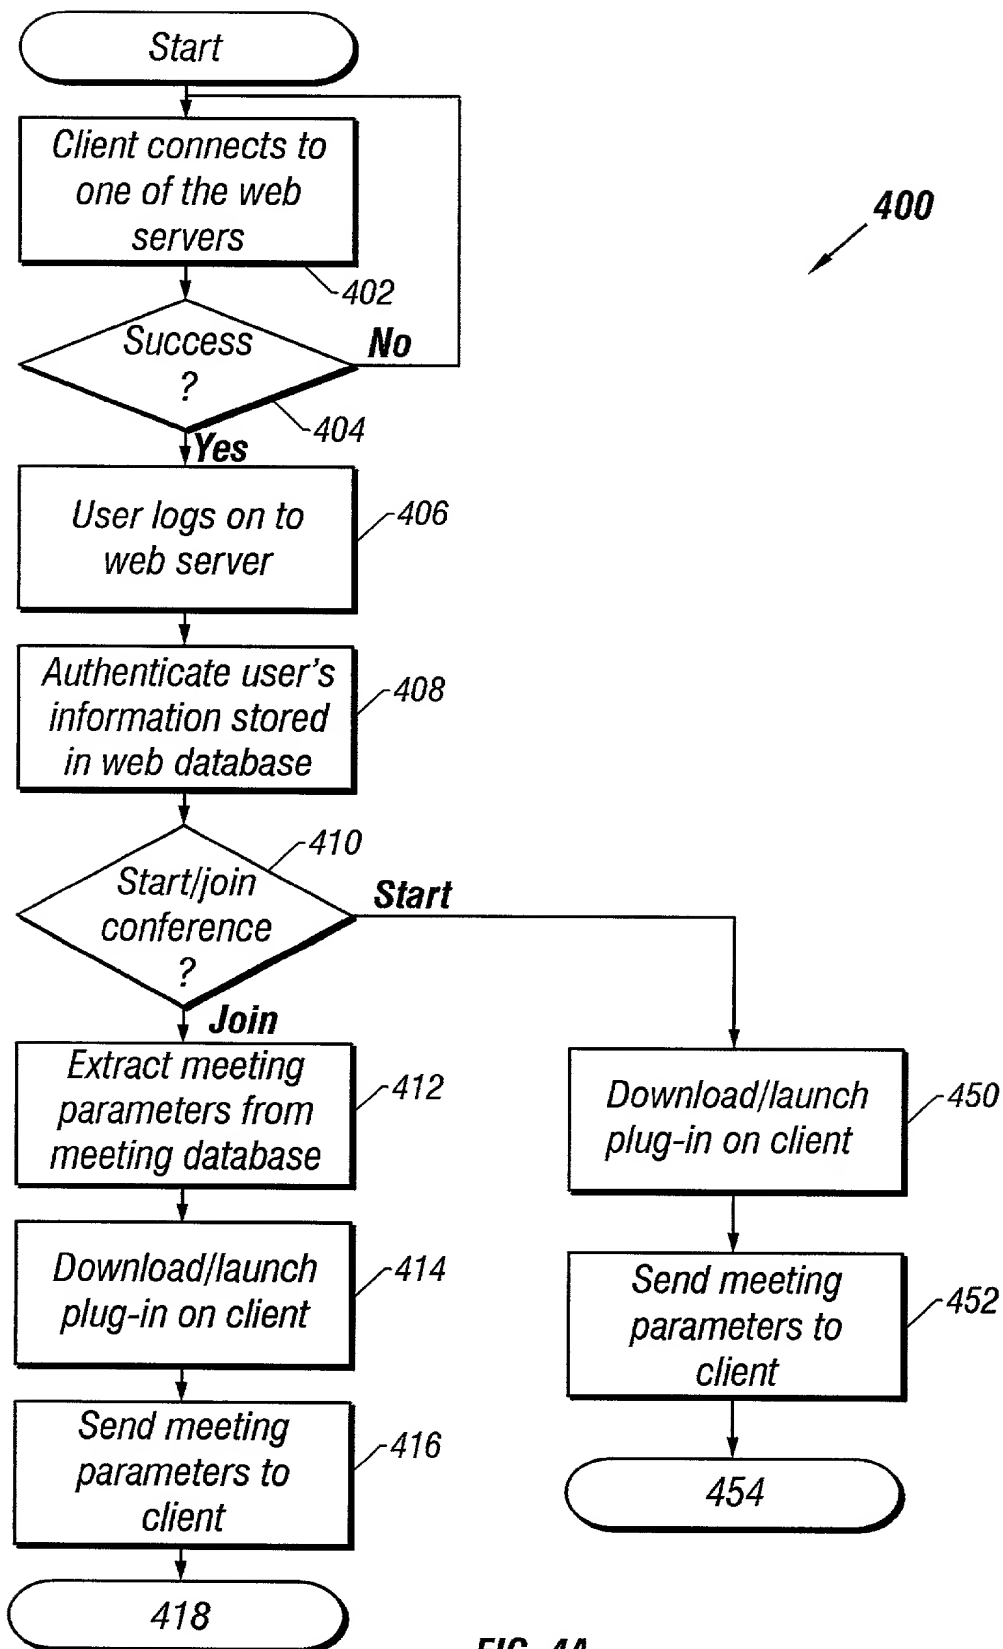 Start
Client connects to
one of the web
servers
400
402
Success
?
No
404
Yes
User logs on to
web server
406
Authenticate user's
information stored
in web database
408
410
Start/join
conference
?
Start
Join
Extract meeting
parameters from
meeting database
412
Download/launch
plug-in on client
450
Download/launch
plug-in on client
414
Send meeting
parameters to
client
452
Send meeting
parameters to
client
416
454
418
FIG. 4A